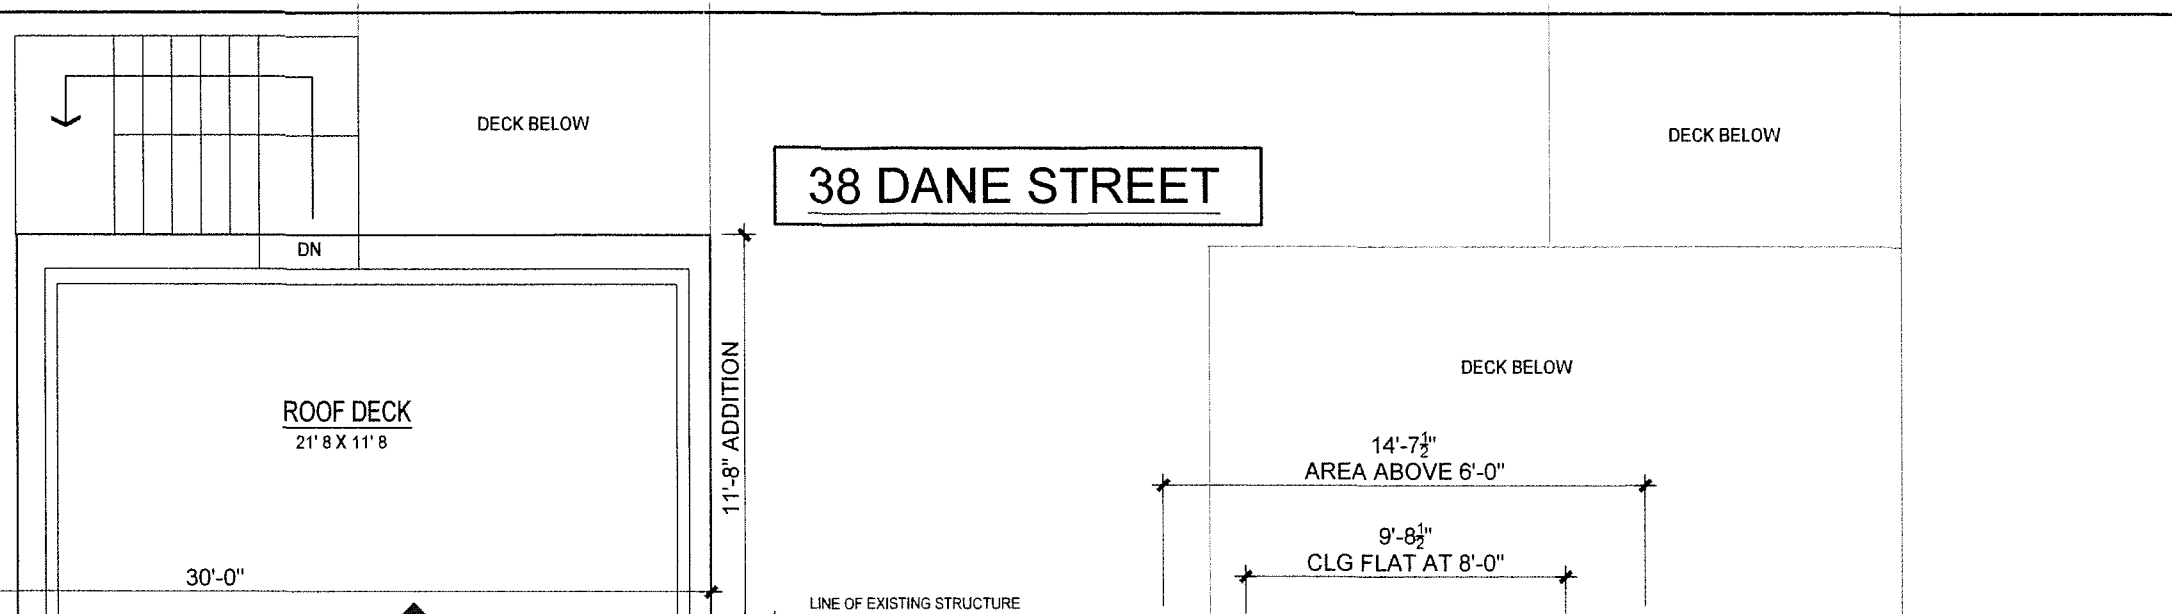 DECK BELOW
DECK BELOW
38 DANE STREET
DN
DECK BELOW
11'-8" ADDITION
ROOF DECK
21' 8 X 11' 8
14'-7½"
AREA ABOVE 6'-0"
9'-8½"
CLG FLAT AT 8'-0"
30'-0"
LINE OF EXISTING STRUCTURE